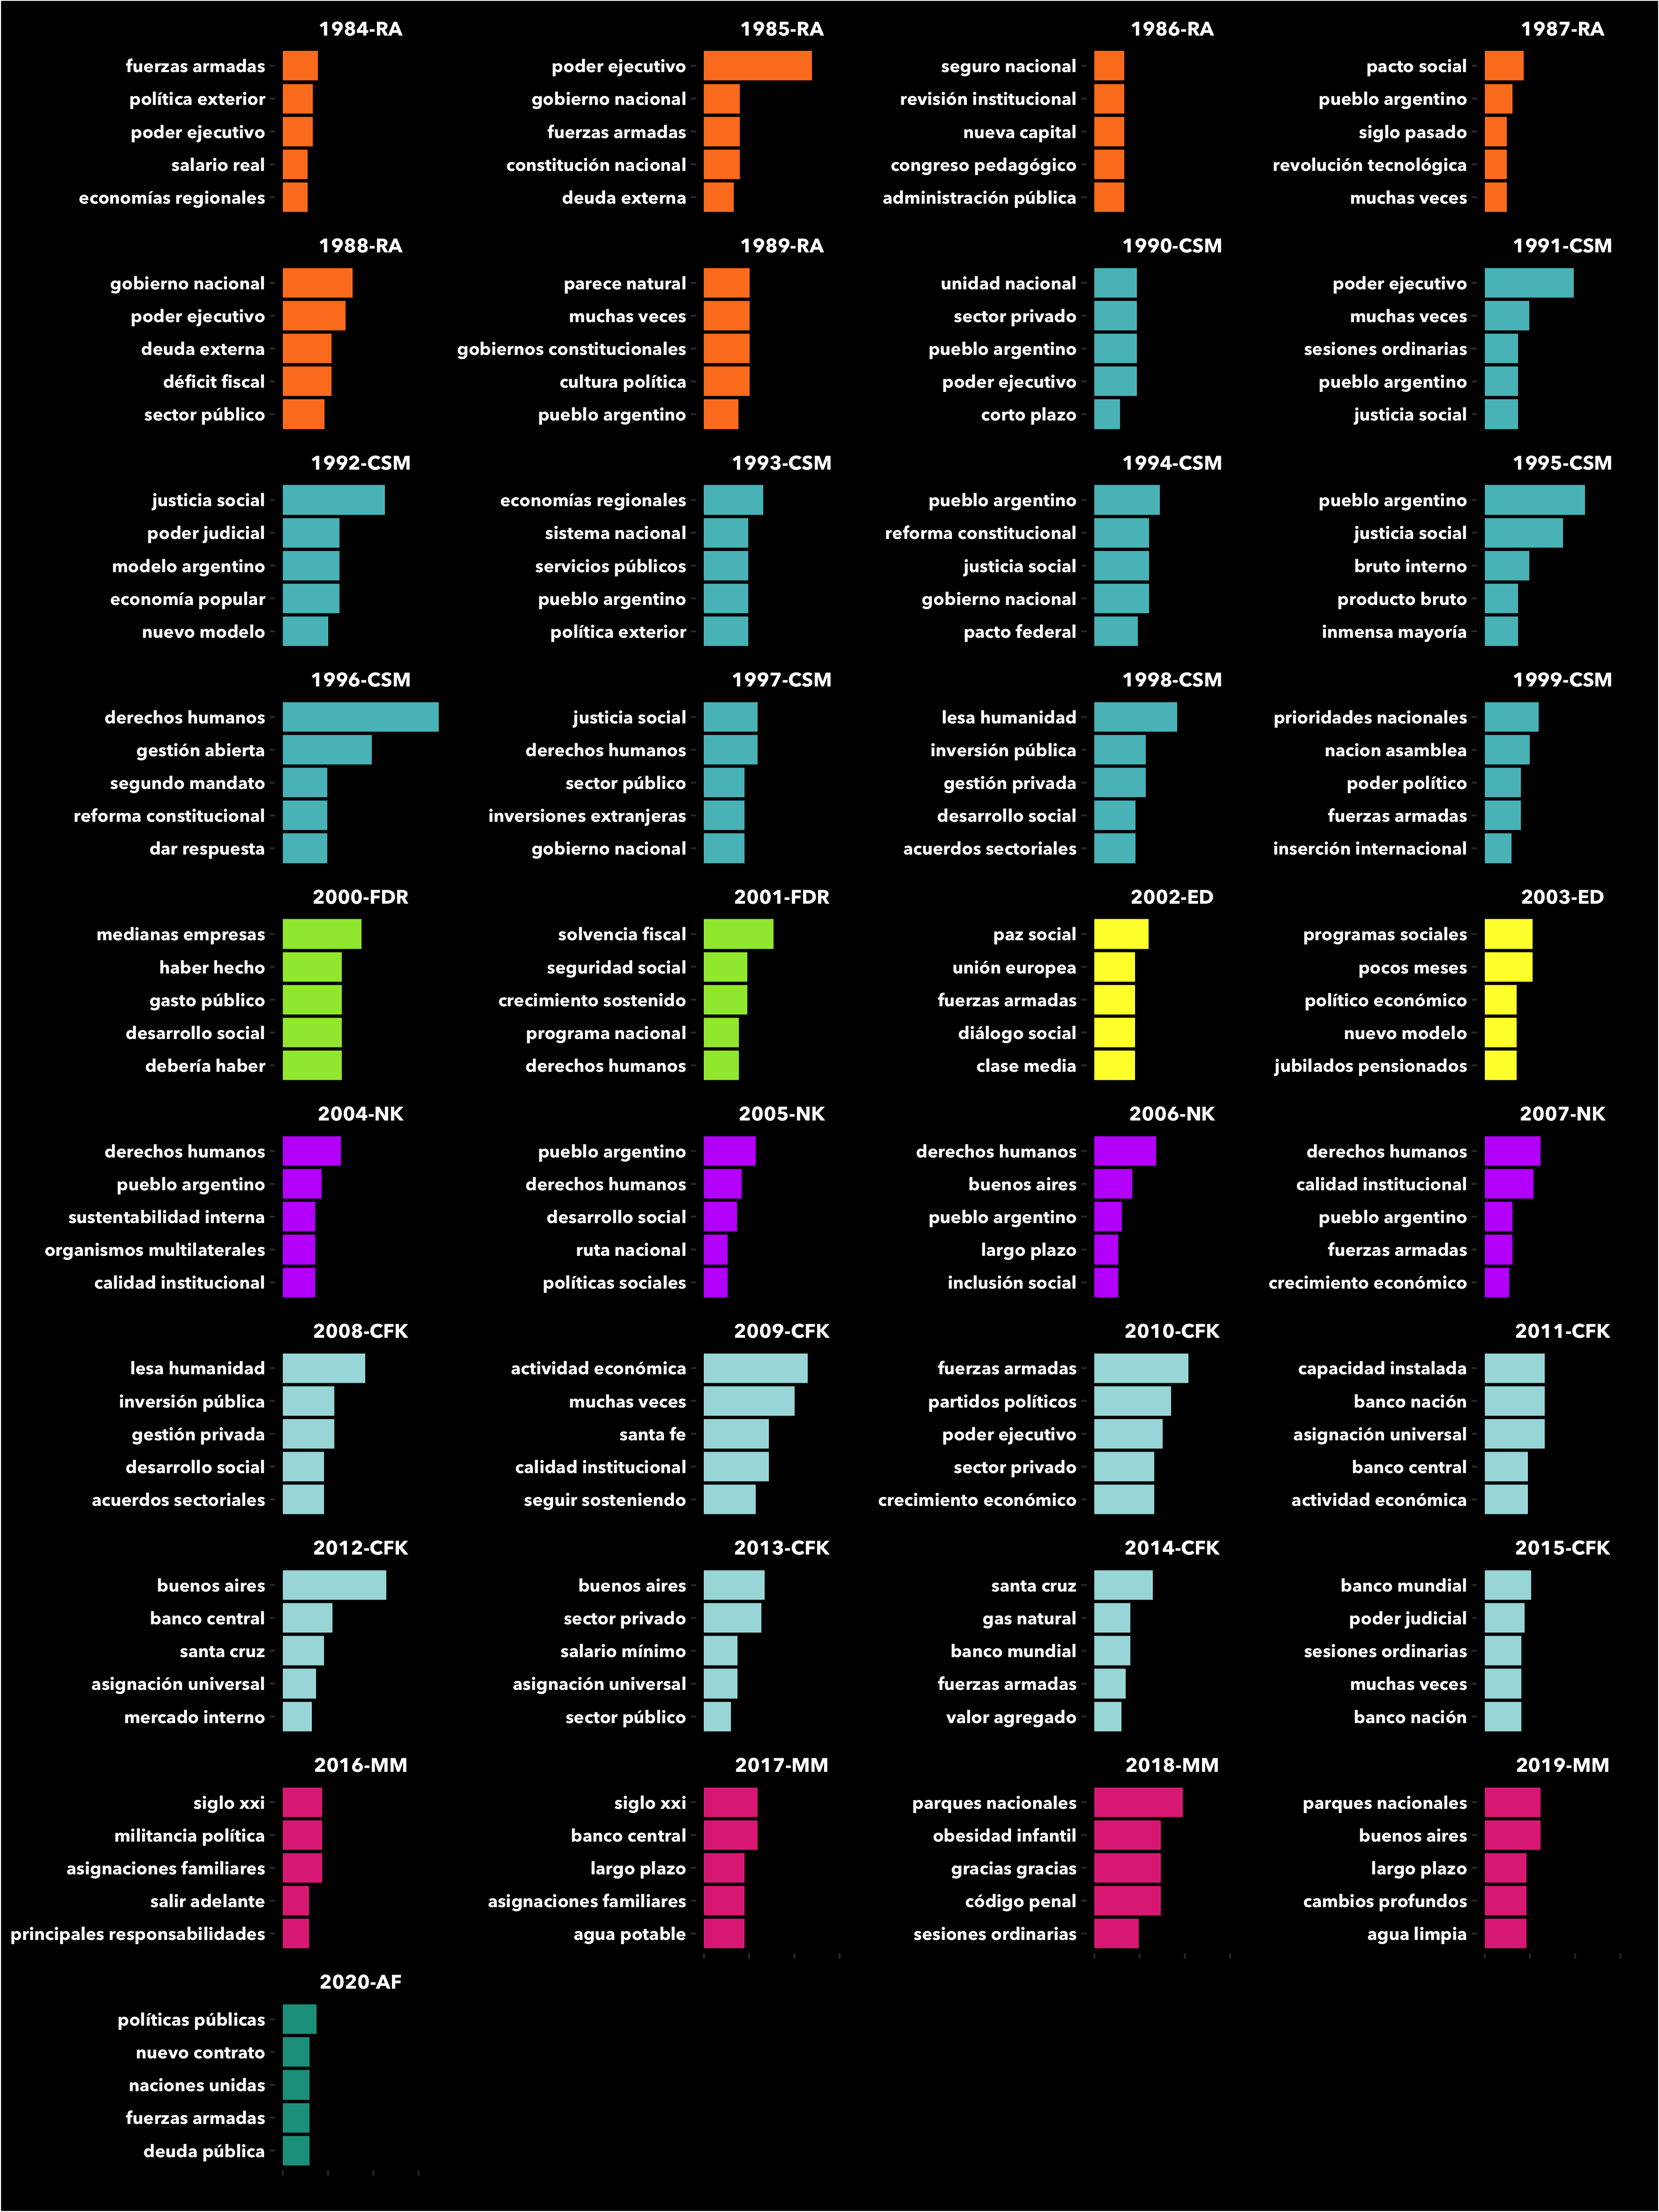 1984-RA
fuerzas armadas
política exterior
poder ejecutivo
salario real
economías regionales
1985-RA
poder ejecutivo
gobierno nacional
fuerzas armadas
constitución nacional
deuda externa
1986-RA
seguro nacional
revisión institucional
nueva capital
congreso pedagógico
administración pública
1987-RA
pacto social
pueblo argentino
siglo pasado
revolución tecnológica
muchas veces
1988-RA
gobierno nacional
poder ejecutivo
deuda externa
déficit fiscal
sector público
1989-RA
parece natural
muchas veces
gobiernos constitucionales
cultura política
pueblo argentino
1990-CSM
unidad nacional
sector privado
pueblo argentino
poder ejecutivo
corto plazo
1991-CSM
poder ejecutivo
muchas veces
sesiones ordinarias
pueblo argentino
justicia social
1992-CSM
justicia social
poder judicial
modelo argentino
economía popular
nuevo modelo
1993-CSM
economías regionales
sistema nacional
servicios públicos
pueblo argentino
política exterior
1994-CSM
pueblo argentino
reforma constitucional
justicia social
gobierno nacional
pacto federal
1995-CSM
pueblo argentino
justicia social
bruto interno
producto bruto
inmensa mayoría
1996-CSM
derechos humanos
gestión abierta
segundo mandato
reforma constitucional
dar respuesta
1997-CSM
justicia social
derechos humanos
sector público
inversiones extranjeras
gobierno nacional
1998-CSM
lesa humanidad
inversión pública
gestión privada
desarrollo social
acuerdos sectoriales
1999-CSM
prioridades nacionales
nacion asamblea
poder político
fuerzas armadas
inserción internacional
2000-FDR
medianas empresas
haber hecho
gasto público
desarrollo social
debería haber
2001-FDR
solvencia fiscal
seguridad social
crecimiento sostenido
programa nacional
derechos humanos
2002-ED
paz social
unión europea
fuerzas armadas
diálogo social
clase media
2003-ED
programas sociales
pocos meses
político económico
nuevo modelo
jubilados pensionados
2004-NK
derechos humanos
pueblo argentino
sustentabilidad interna
organismos multilaterales
calidad institucional
2005-NK
pueblo argentino
derechos humanos
desarrollo social
ruta nacional
políticas sociales
2006-NK
derechos humanos
buenos aires
pueblo argentino
largo plazo
inclusión social
2007-NK
derechos humanos
calidad institucional
pueblo argentino
fuerzas armadas
crecimiento económico
2008-CFK
lesa humanidad
inversión pública
gestión privada
desarrollo social
acuerdos sectoriales
2009-CFK
actividad económica
muchas veces
santa fe
calidad institucional
seguir sosteniendo
2010-CFK
fuerzas armadas
partidos políticos
poder ejecutivo
sector privado
crecimiento económico
2011-CFK
capacidad instalada
banco nación
asignación universal
banco central
actividad económica
2012-CFK
buenos aires
banco central
santa cruz
asignación universal
mercado interno
2013-CFK
buenos aires
sector privado
salario mínimo
asignación universal
sector público
2014-CFK
santa cruz
gas natural
banco mundial
fuerzas armadas
valor agregado
2015-CFK
banco mundial
poder judicial
sesiones ordinarias
muchas veces
banco nación
2016-MM
siglo xxi
militancia política
asignaciones familiares
salir adelante
principales responsabilidades
2017-MM
siglo xxi
banco central
largo plazo
asignaciones familiares
agua potable
2018-MM
parques nacionales
obesidad infantil
gracias gracias
código penal
sesiones ordinarias
2019-MM
parques nacionales
buenos aires
largo plazo
cambios profundos
agua limpia
2020-AF
políticas públicas
nuevo contrato
naciones unidas
fuerzas armadas
deuda pública